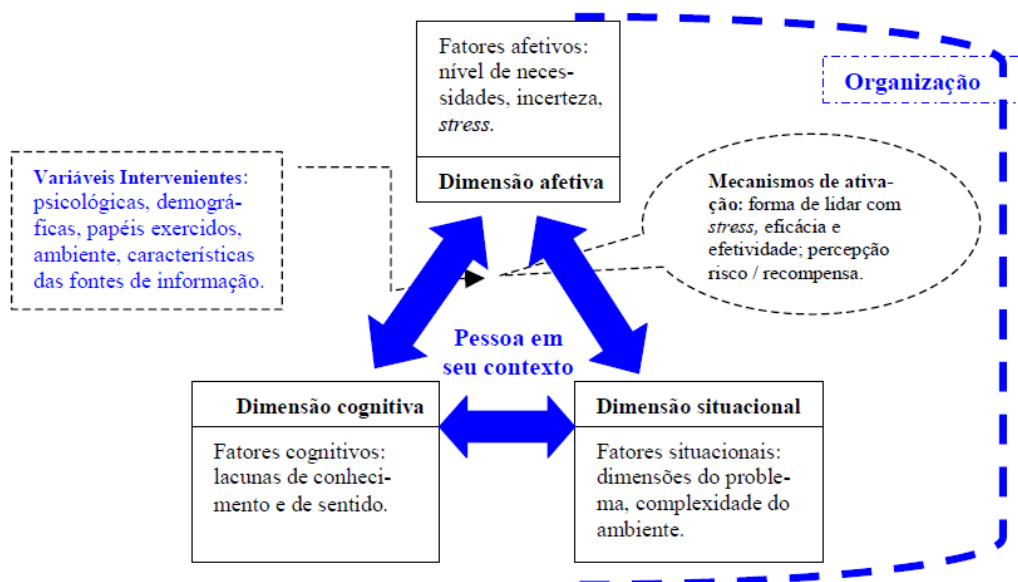 Fatores afetivos:
nível de neces-
sidades, incerteza,
stress.
Dimensão afetiva
Organização
Variáveis Intervenientes:
psicológicas, demográ-
ficas, papéis exercidos,
ambiente, características
das fontes de informação.
Mecanismos de ativa-
ção: forma de lidar com
stress, eficácia e
efetividade; percepção
risco / recompensa.
Pessoa em
seu contexto
Dimensão cognitiva
Fatores cognitivos:
lacunas de conheci-
mento e de sentido.
Dimensão situacional
Fatores situacionais:
dimensões do proble-
ma, complexidade do
ambiente.